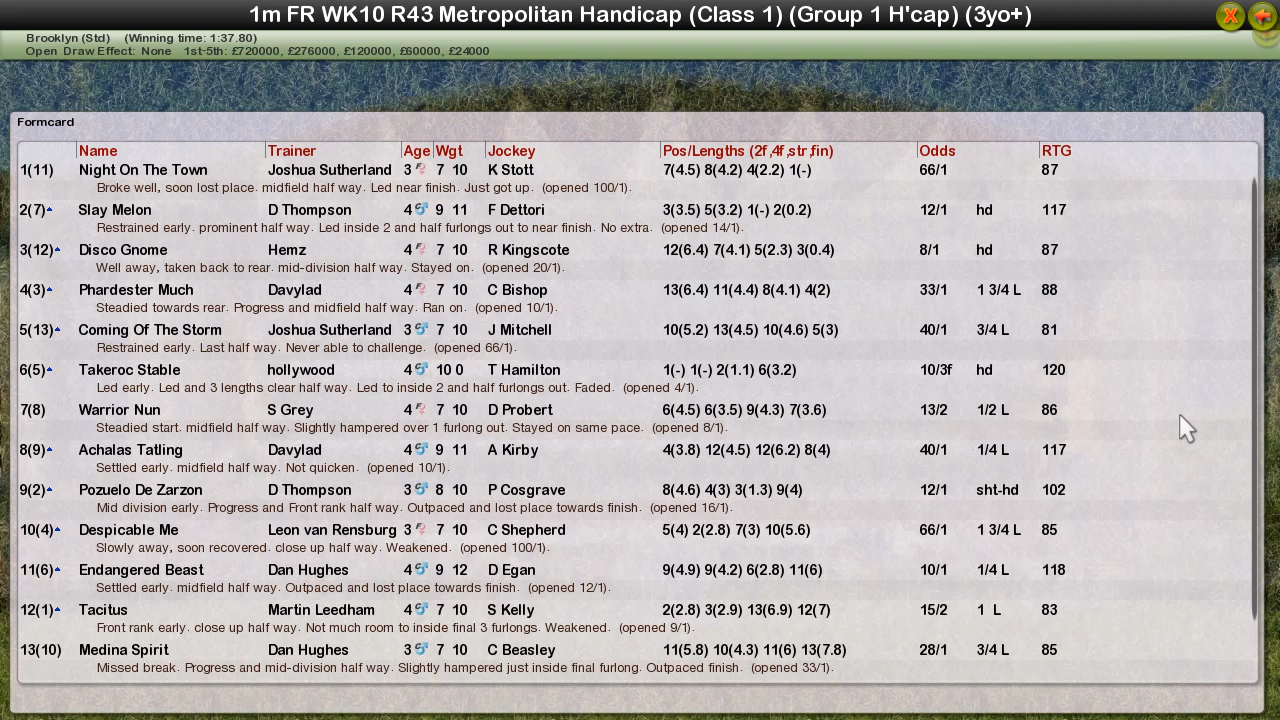 1m FR WK10 R43 Metropolitan Handicap (Class 1) (Group 1 H'cap) (3yo+)
Brooklyn (Std) (Winning time: 1:37.80)
Open Draw Effect: None 1st-5th: £720000, £276000, £120000, £60000, £24000
Formcard
Name Trainer Age Wgt Jockey Pos/Lengths (2f,4f,str,fin) Odds RTG
1(11) Night On The Town Joshua Sutherland 3 7 10 K Stott 7(4.5) 8(4.2) 4(2.2) 1(-) 66/1 87
Broke well, soon lost place. midfield half way. Led near finish. Just got up. (opened 100/1).
2(7) Slay Melon D Thompson 4 9 11 F Dettori 3(3.5) 5(3.2) 1(-) 2(0.2) 12/1 hd 117
Restrained early. prominent half way. Led inside 2 and half furlongs out to near finish. No extra. (opened 14/1).
3(12) Disco Gnome Hemz 4 7 10 R Kingscote 12(6.4) 7(4.1) 5(2.3) 3(0.4) 8/1 hd 87
Well away, taken back to rear. mid-division half way. Stayed on. (opened 20/1).
4(3) Phardester Much Davylad 4 7 10 C Bishop 13(6.4) 11(4.4) 8(4.1) 4(2) 33/1 1 3/4 L 88
Steadied towards rear. Progress and midfield half way. Ran on. (opened 10/1).
5(13) Coming Of The Storm Joshua Sutherland 3 7 10 J Mitchell 10(5.2) 13(4.5) 10(4.6) 5(3) 40/1 3/4 L 81
Restrained early. Last half way. Never able to challenge. (opened 66/1).
6(5) Takeroc Stable hollywood 4 10 0 T Hamilton 1(-) 1(-) 2(1.1) 6(3.2) 10/3f hd 120
Led early. Led and 3 lengths clear half way. Led to inside 2 and half furlongs out. Faded. (opened 4/1).
7(8) Warrior Nun S Grey 4 7 10 D Probert 6(4.5) 6(3.5) 9(4.3) 7(3.6) 13/2 1/2 L 86
Steadied start. midfield half way. Slightly hampered over 1 furlong out. Stayed on same pace. (opened 8/1).
8(9) Achalas Tatling Davylad 4 9 11 A Kirby 4(3.8) 12(4.5) 12(6.2) 8(4) 40/1 1/4 L 117
Settled early. midfield half way. Not quicken. (opened 10/1).
9(2) Pozuelo De Zarzon D Thompson 3 8 10 P Cosgrave 8(4.6) 4(3) 3(1.3) 9(4) 12/1 sht-hd 102
Mid division early. Progress and Front rank half way. Outpaced and lost place towards finish. (opened 16/1).
10(4) Despicable Me Leon van Rensburg 3 7 10 C Shepherd 5(4) 2(2.8) 7(3) 10(5.6) 66/1 1 3/4 L 85
Slowly away, soon recovered. close up half way. Weakened. (opened 100/1).
11(6) Endangered Beast Dan Hughes 4 9 12 D Egan 9(4.9) 9(4.2) 6(2.8) 11(6) 10/1 1/4 L 118
Settled early. midfield half way. Outpaced and lost place towards finish. (opened 12/1).
12(1) Tacitus Martin Leedham 4 7 10 S Kelly 2(2.8) 3(2.9) 13(6.9) 12(7) 15/2 1 L 83
Front rank early. close up half way. Not much room to inside final 3 furlongs. Weakened. (opened 9/1).
13(10) Medina Spirit Dan Hughes 3 7 10 C Beasley 11(5.8) 10(4.3) 11(6) 13(7.8) 28/1 3/4 L 85
Missed break. Progress and mid-division half way. Slightly hampered just inside final furlong. Outpaced finish. (opened 33/1).